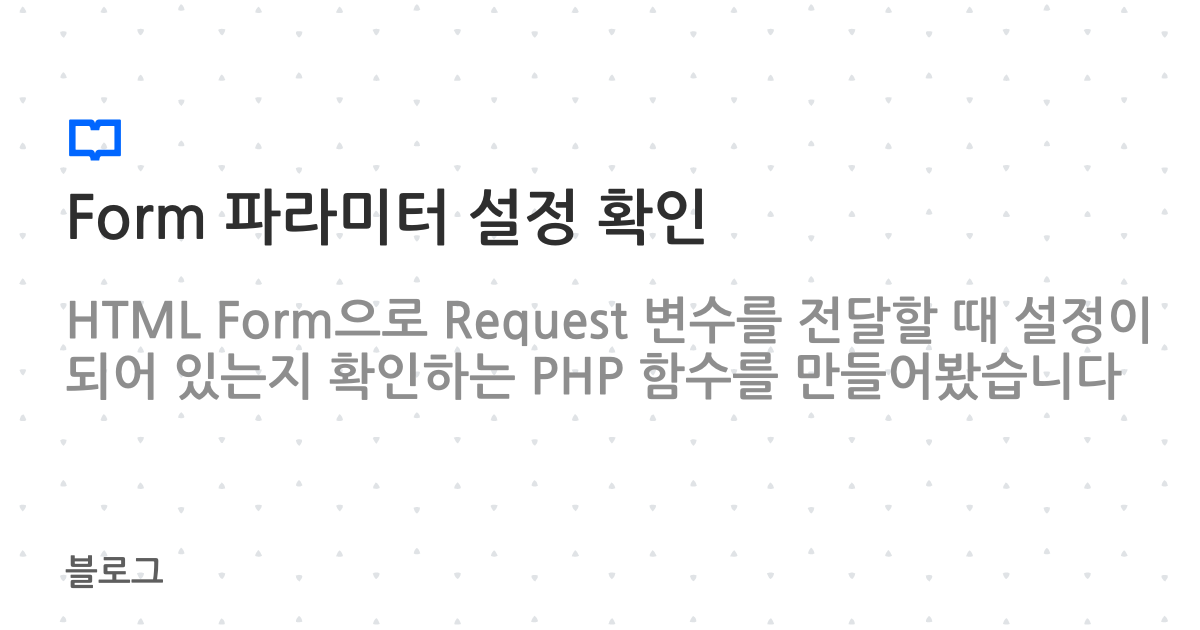 Form 파라미터 설정 확인
HTML Form으로 Request 변수를 전달할 때 설정이
되어 있는지 확인하는 PHP 함수를 만들어봤습니다
블로그